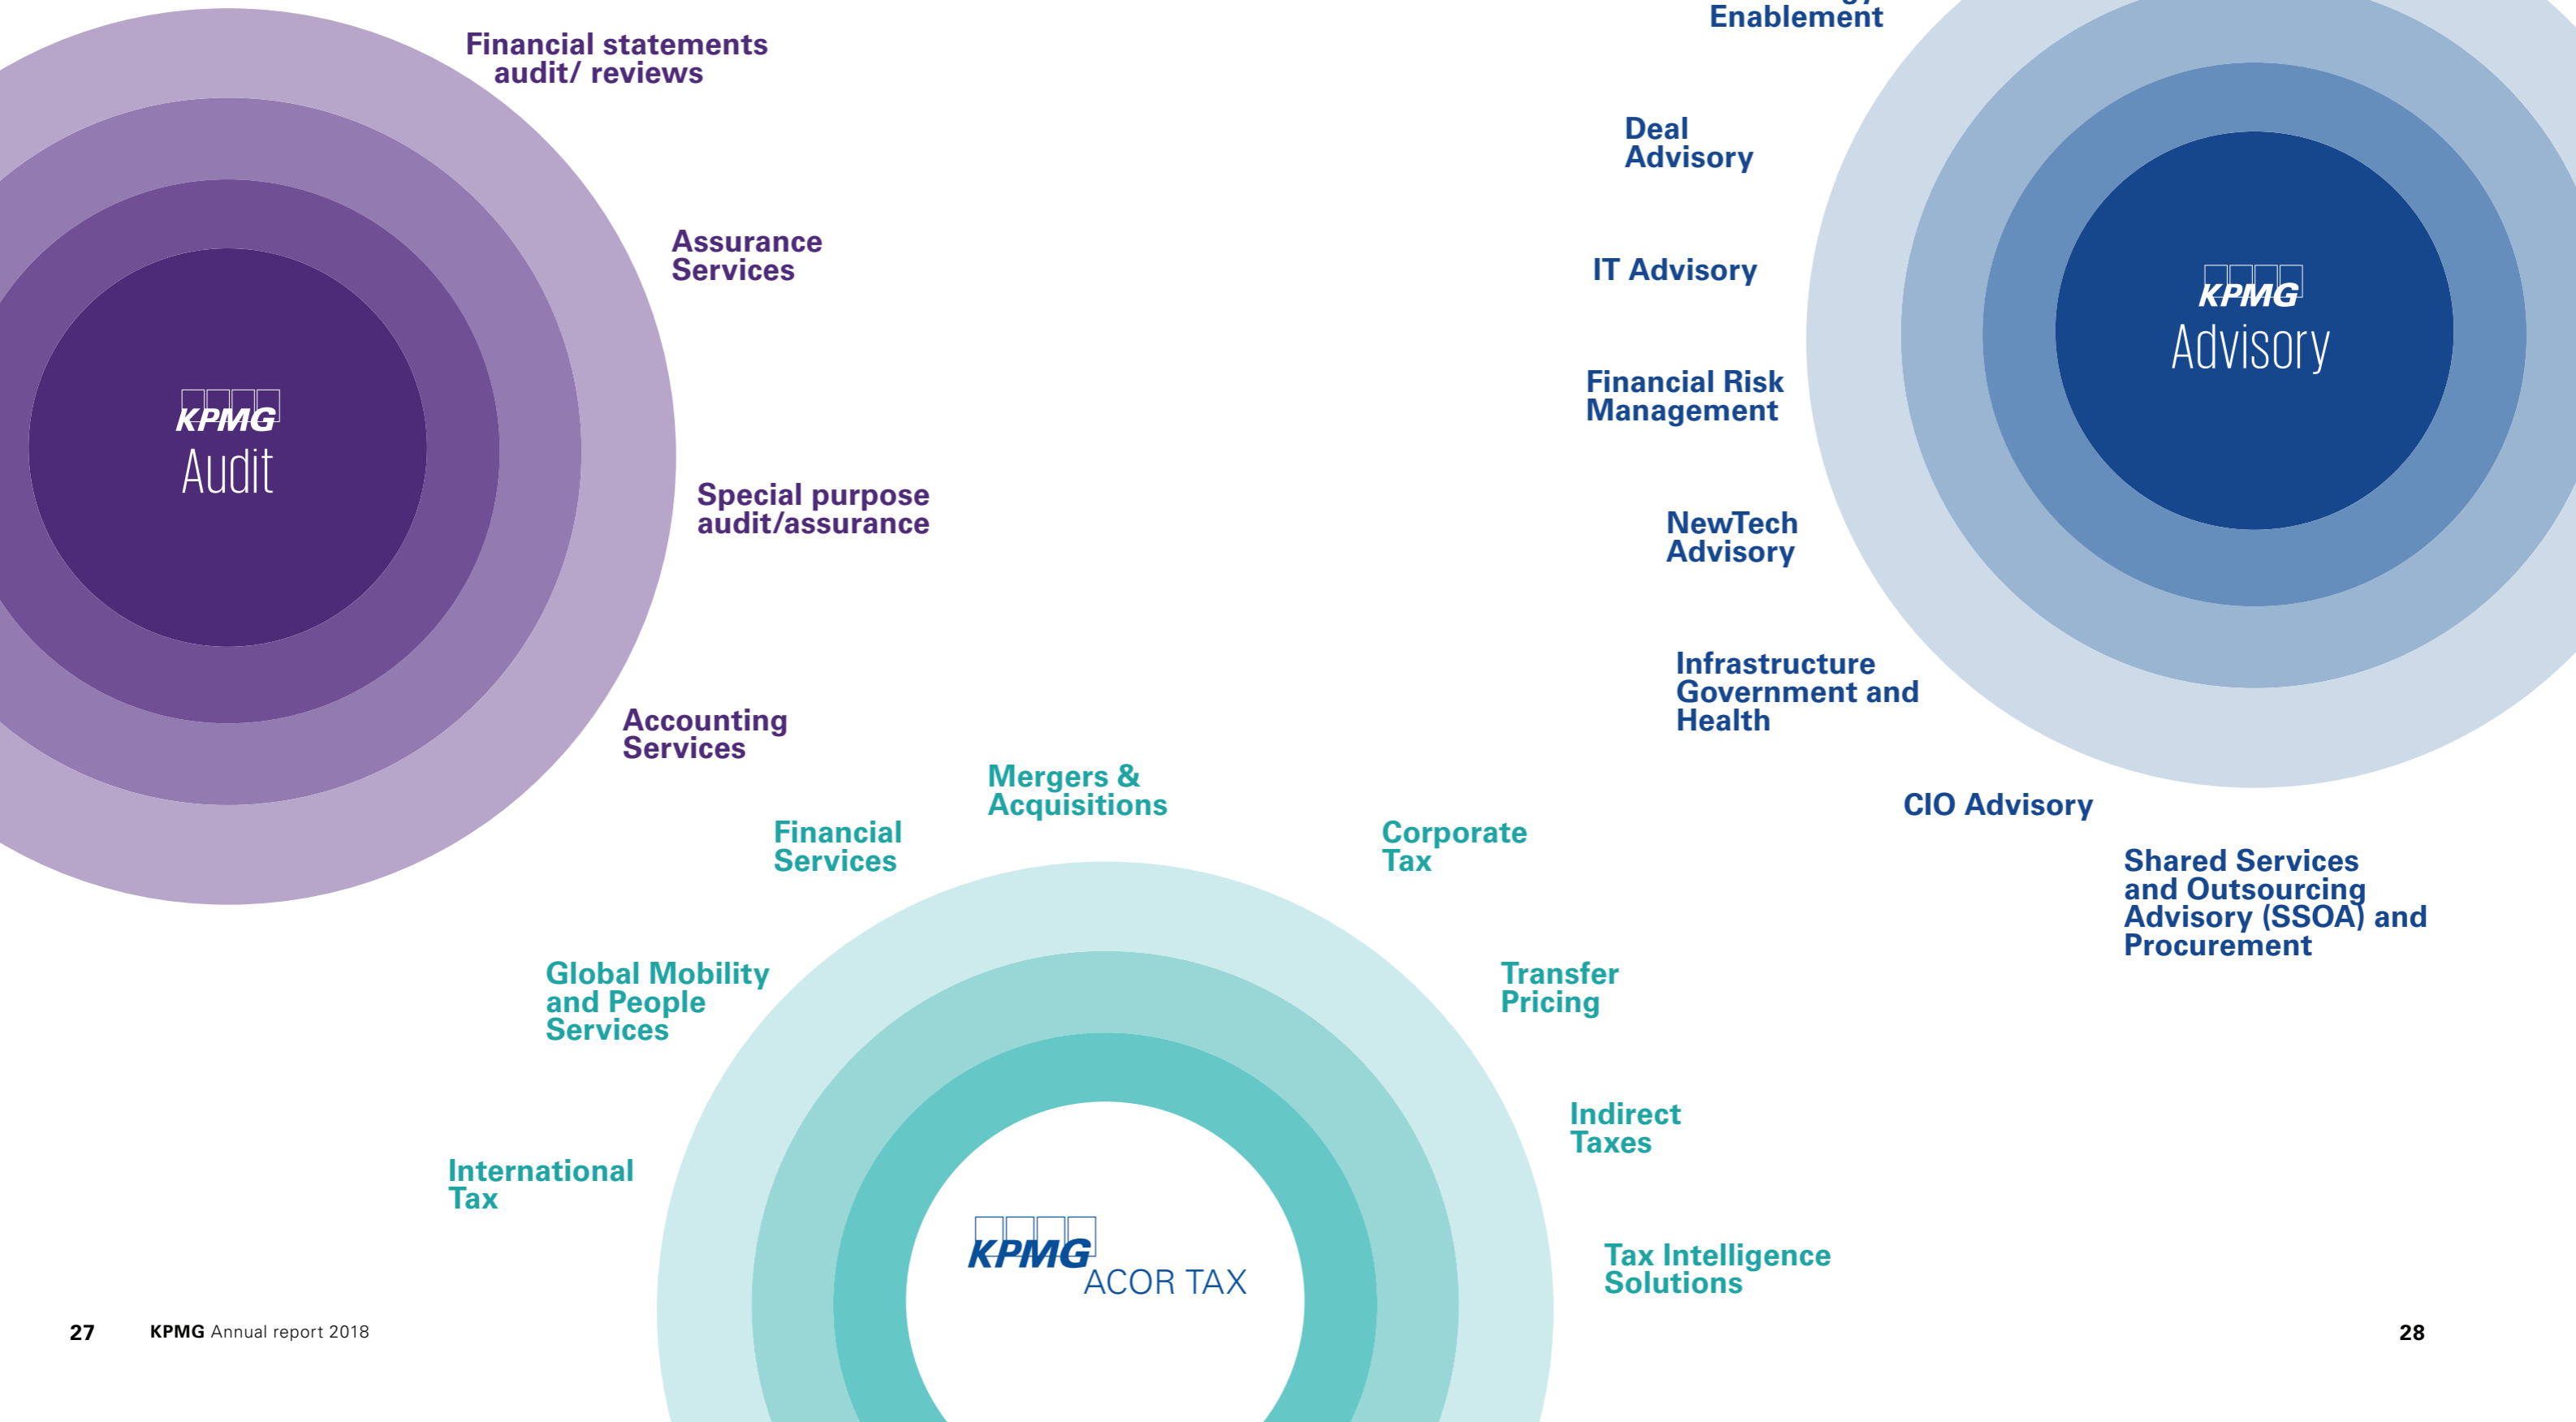 Financial statements
audit/ reviews
Assurance
Services
KPMG
Audit
Special purpose
audit/assurance
Accounting
Services
Enablement
Deal
Advisory
IT Advisory
KPMG
Advisory
Financial Risk
Management
NewTech
Advisory
Infrastructure
Government and
Health
CIO Advisory
Shared Services
and Outsourcing
Advisory (SSOA) and
Procurement
Mergers &
Acquisitions
Financial
Services
Corporate
Tax
Global Mobility
and People
Services
Transfer
Pricing
Indirect
Taxes
International
Tax
KPMG
ACOR TAX
Tax Intelligence
Solutions
27 KPMG Annual report 2018
28